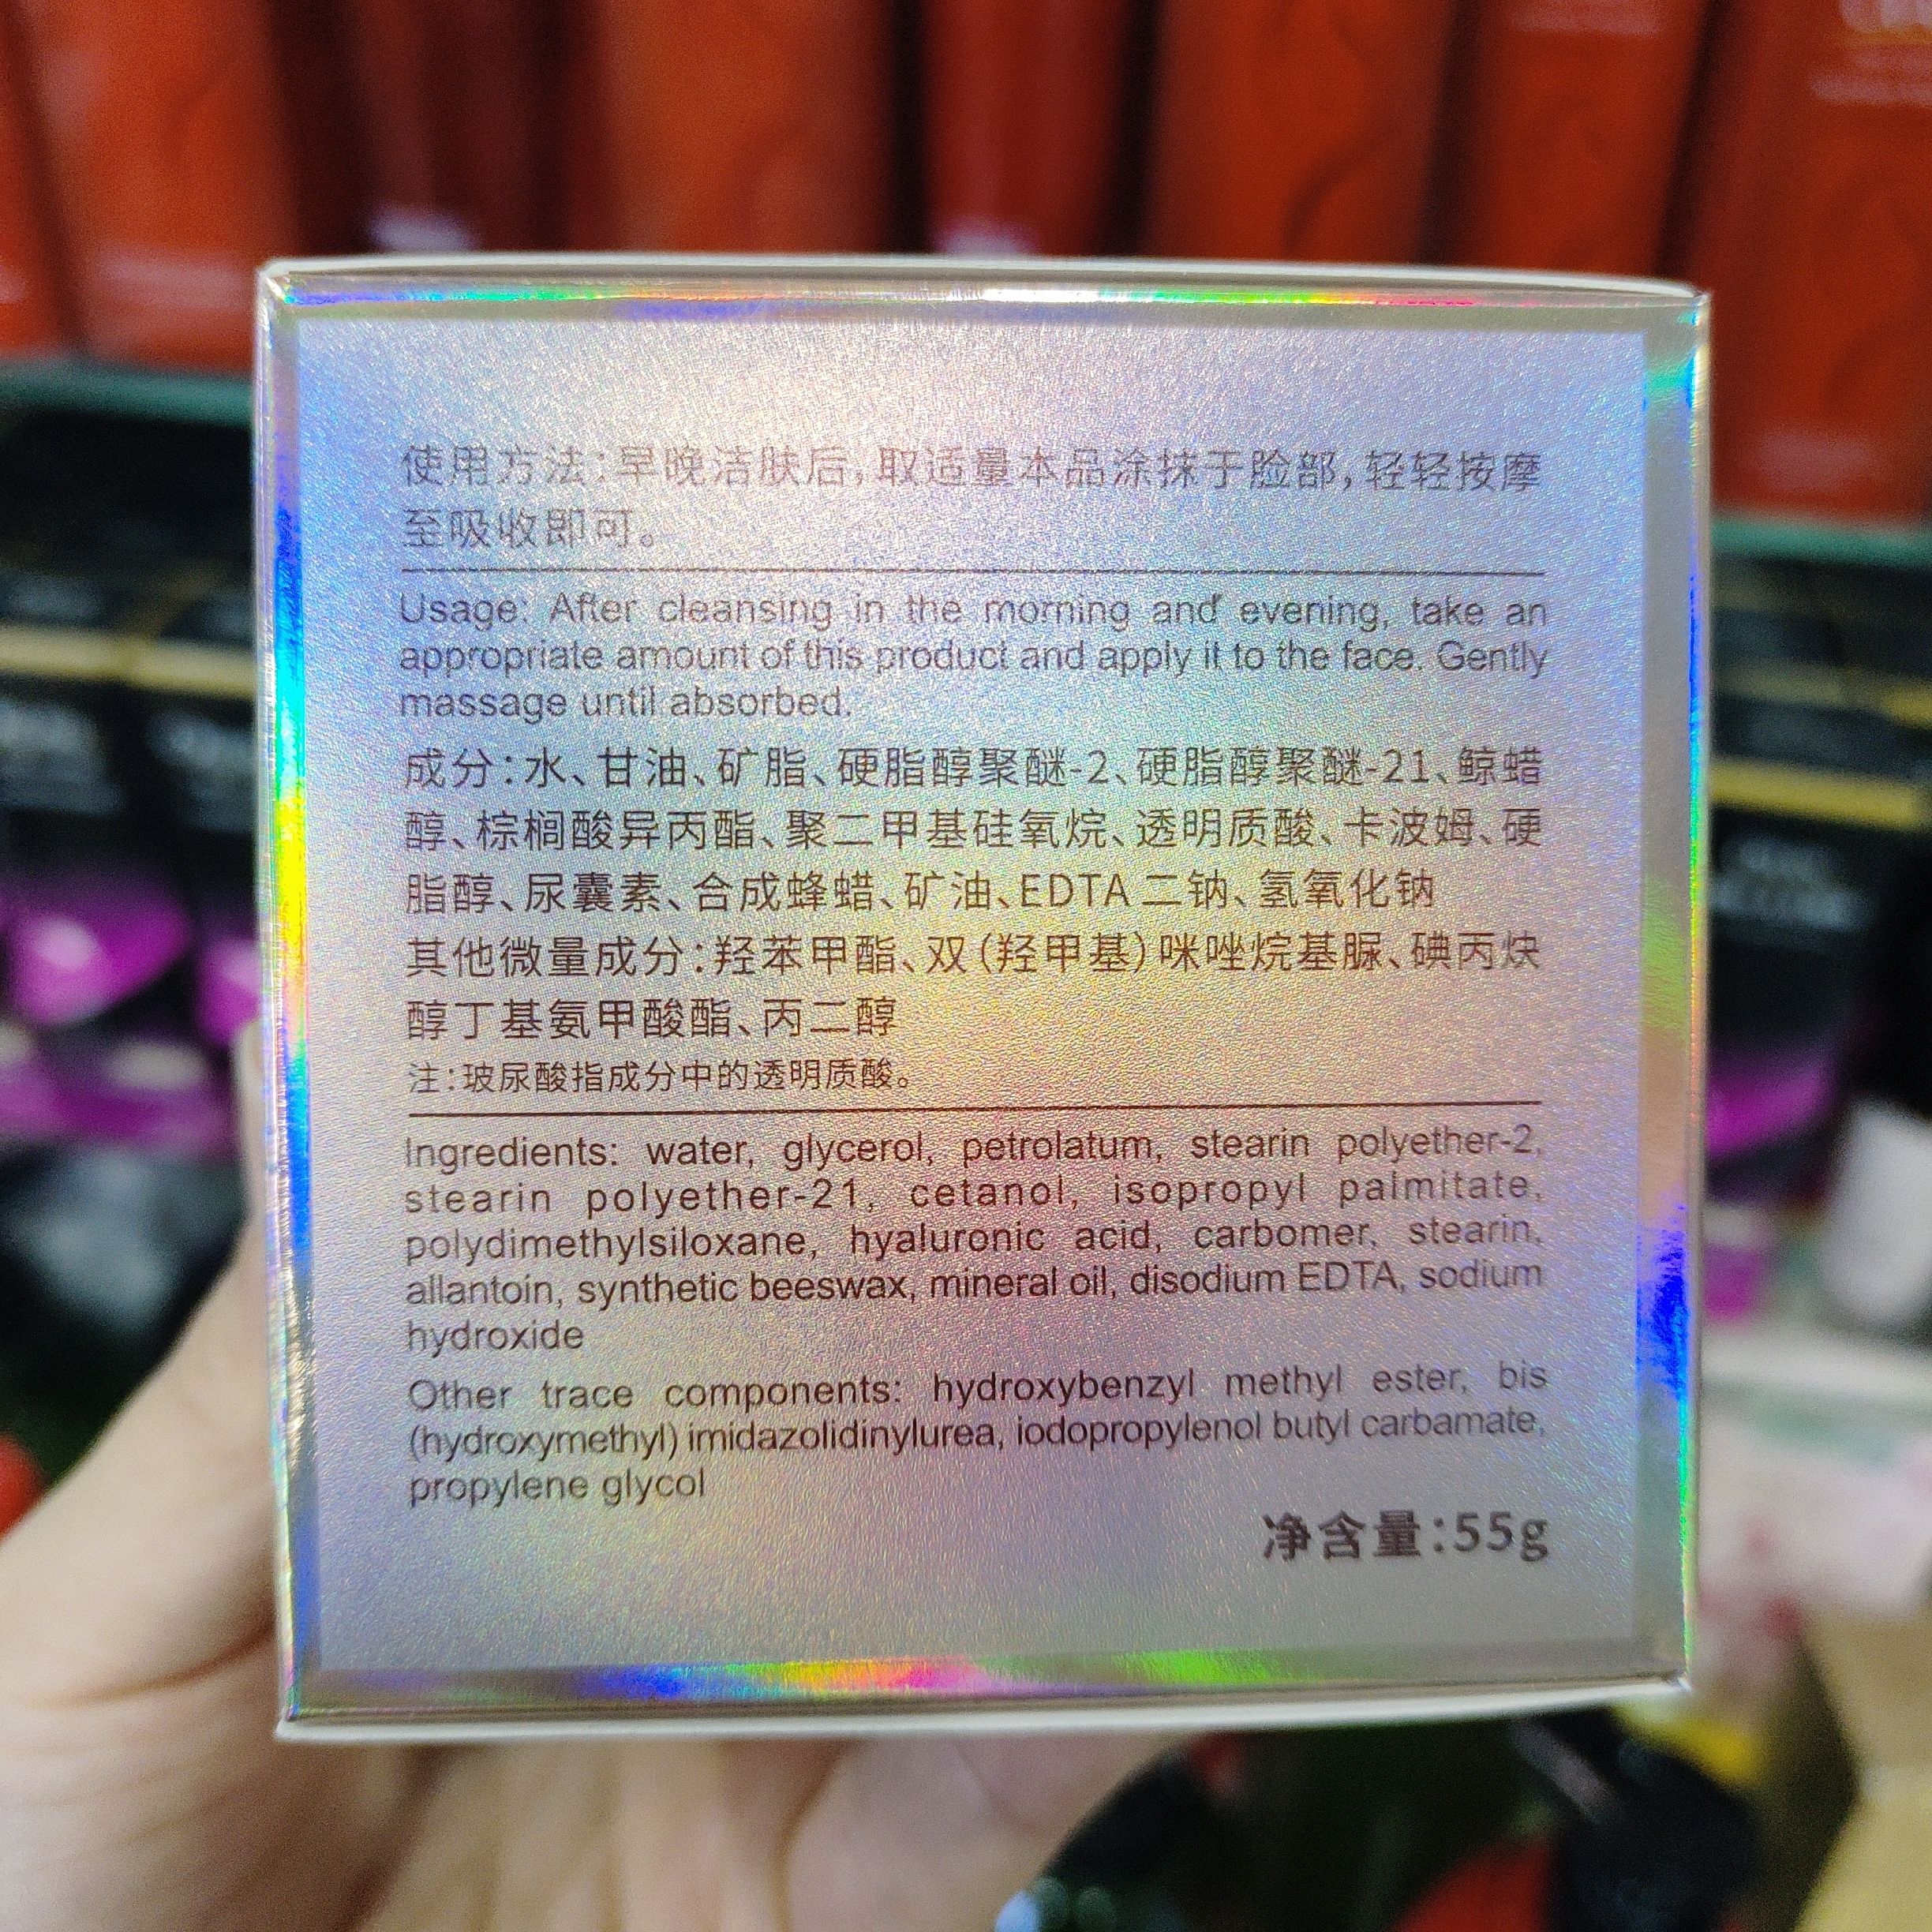 使用方法:早晚洁肤后,取适量本品涂抹于脸部,轻轻按摩
至吸收即可。
Usage: After cleansing in the morning and evening, take an
appropriate amount of this product and apply it to the face. Gently
massage until absorbed.
成分:水、甘油、矿脂、硬脂醇聚醚-2、硬脂醇聚醚-21、鲸蜡
醇、棕榈酸异丙酯、聚二甲基硅氧烷、透明质酸、卡波姆、硬
脂醇、尿囊素、合成蜂蜡、矿油、EDTA 二钠、氢氧化钠
其他微量成分:羟苯甲酯、双(羟甲基)咪唑烷基脲、碘丙炔
醇丁基氨甲酸酯、丙二醇
注:玻尿酸指成分中的透明质酸。
Ingredients: water, glycerol, petrolatum, stearin polyether-2,
stearin polyether-21, cetanol, isopropyl palmitate,
polydimethylsiloxane, hyaluronic acid, carbomer, stearin,
allantoin, synthetic beeswax, mineral oil, disodium EDTA, sodium
hydroxide
Other trace components: hydroxybenzyl methyl ester, bis
(hydroxymethyl) imidazolidinylurea, iodopropylenol butyl carbamate,
propylene glycol
净含量:55g